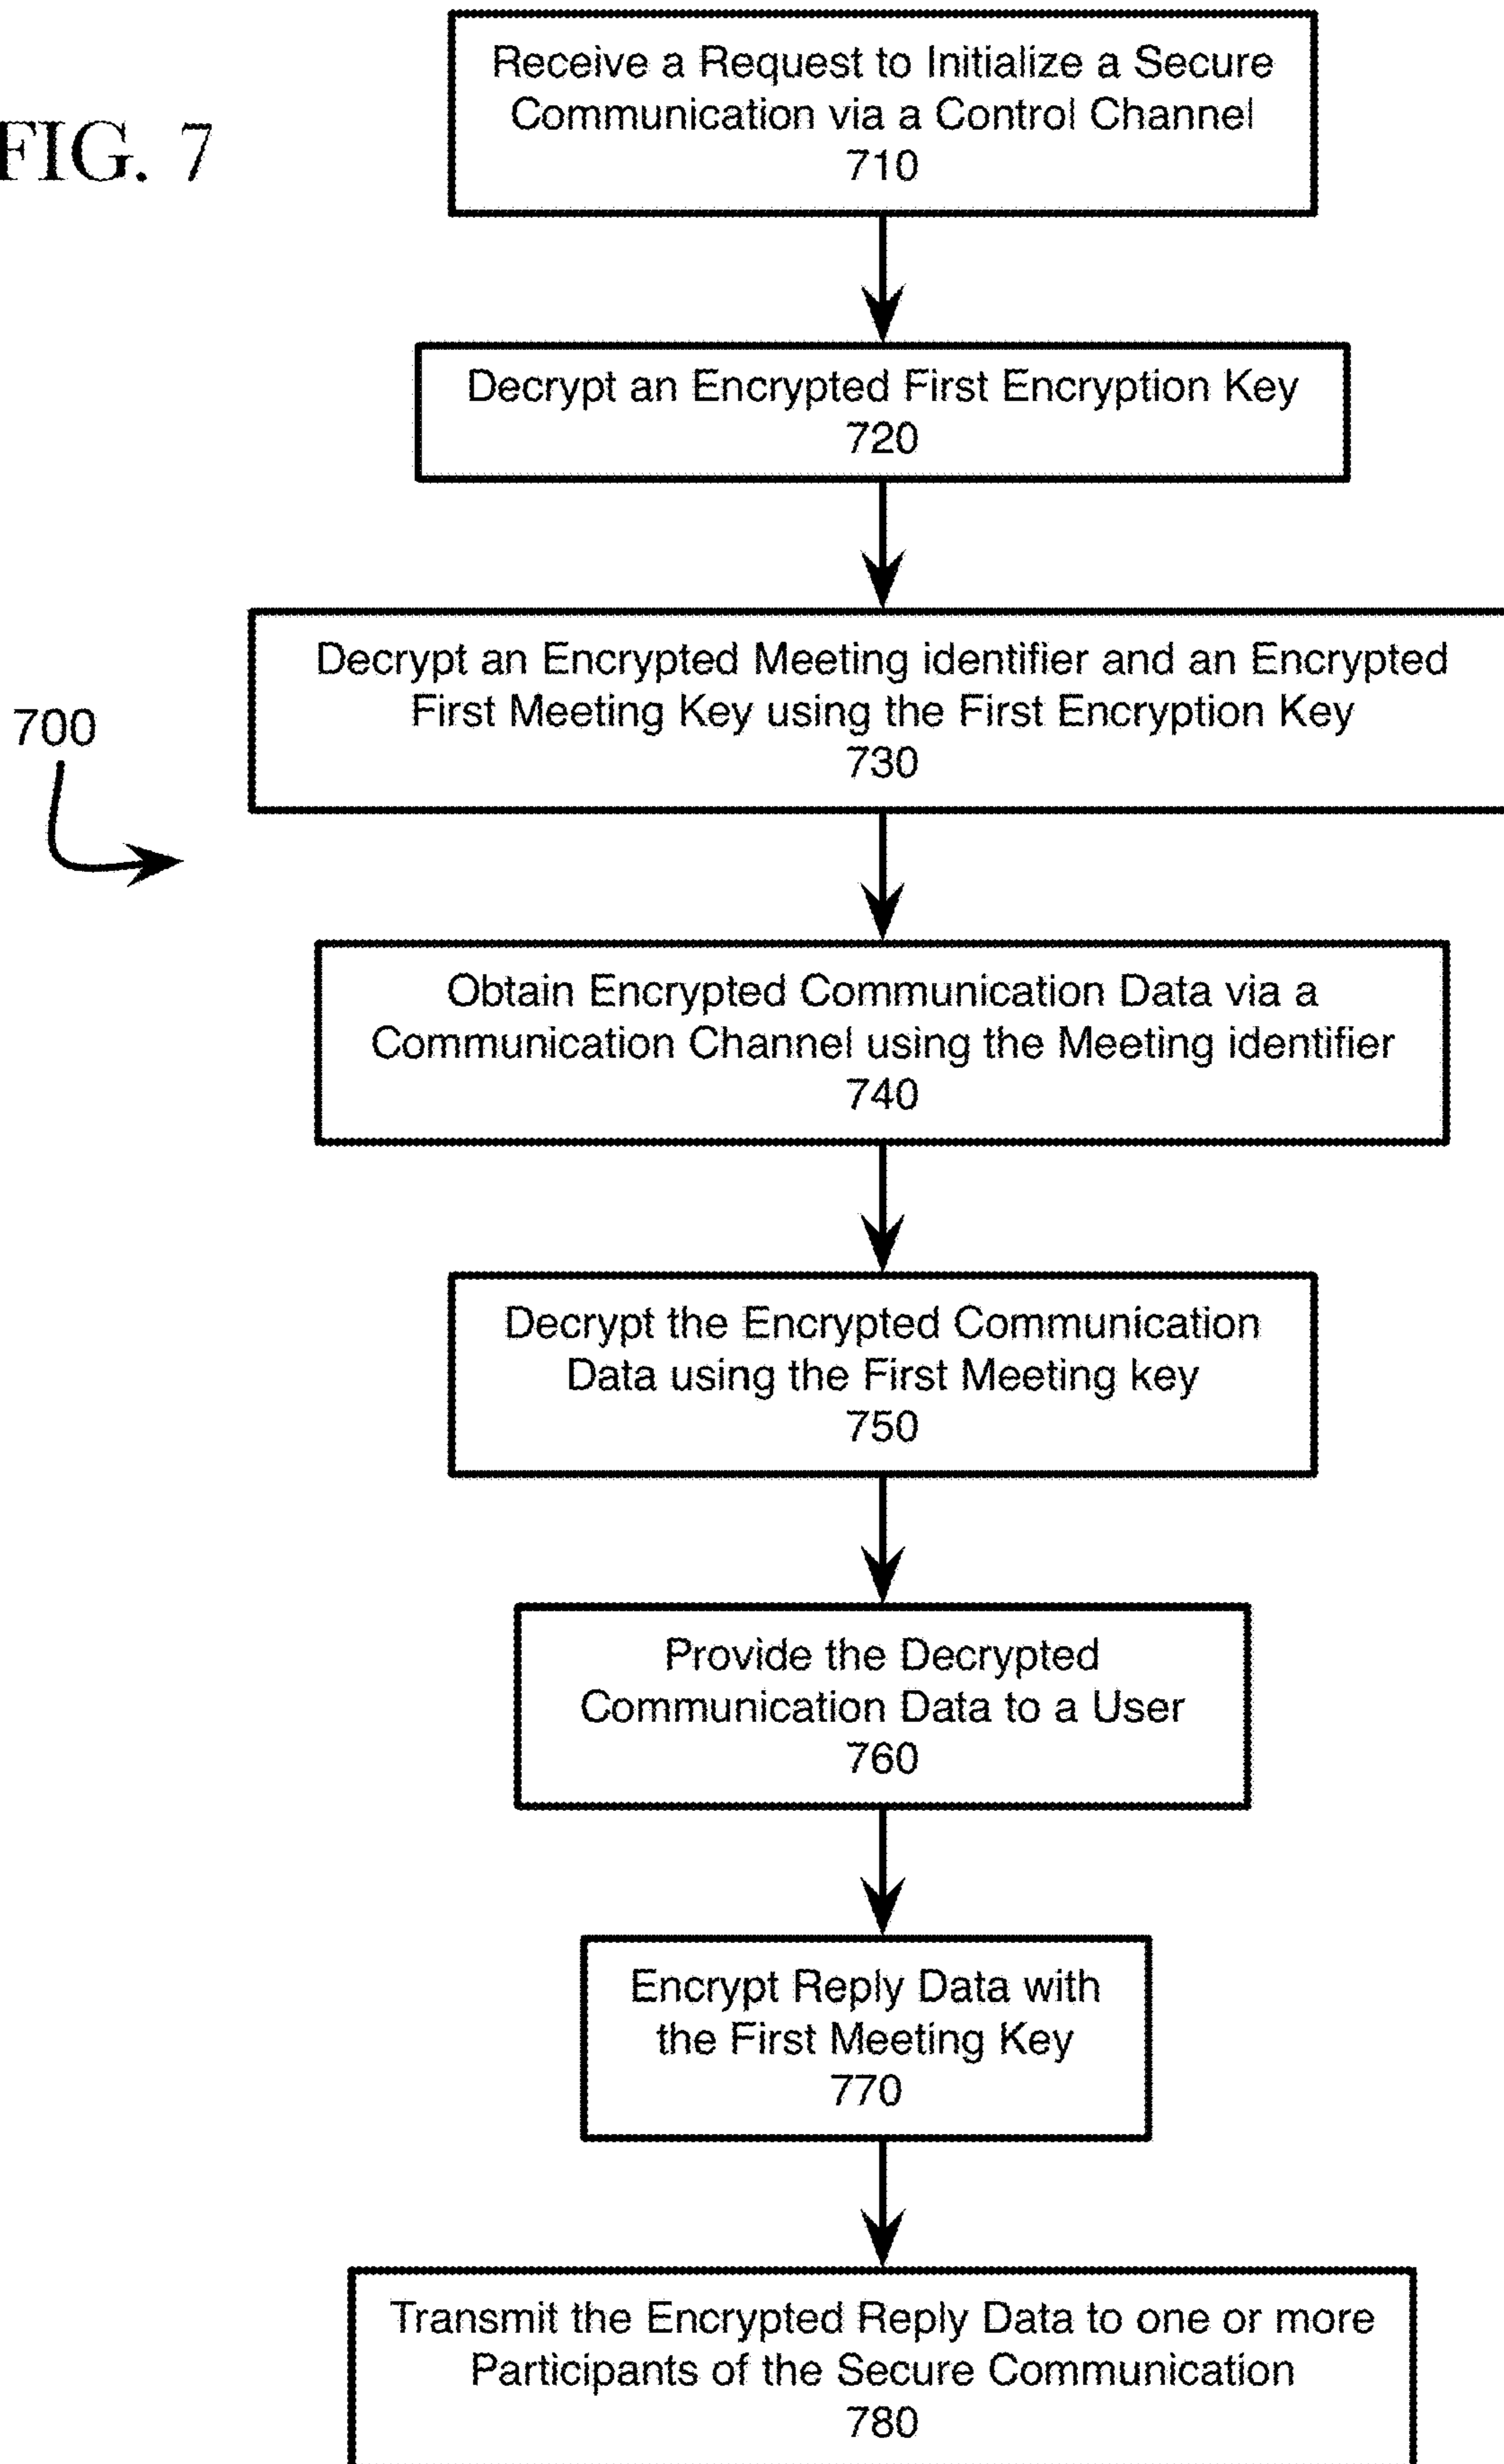 FIG. 7
Receive a Request to Initialize a Secure
Communication via a Control Channel
710
Decrypt an Encrypted First Encryption Key
720
Decrypt an Encrypted Meeting identifier and an Encrypted
First Meeting Key using the First Encryption Key
730
700
Obtain Encrypted Communication Data via a
Communication Channel using the Meeting identifier
740
Decrypt the Encrypted Communication
Data using the First Meeting key
750
Provide the Decrypted
Communication Data to a User
760
Encrypt Reply Data with
the First Meeting Key
770
Transmit the Encrypted Reply Data to one or more
Participants of the Secure Communication
780